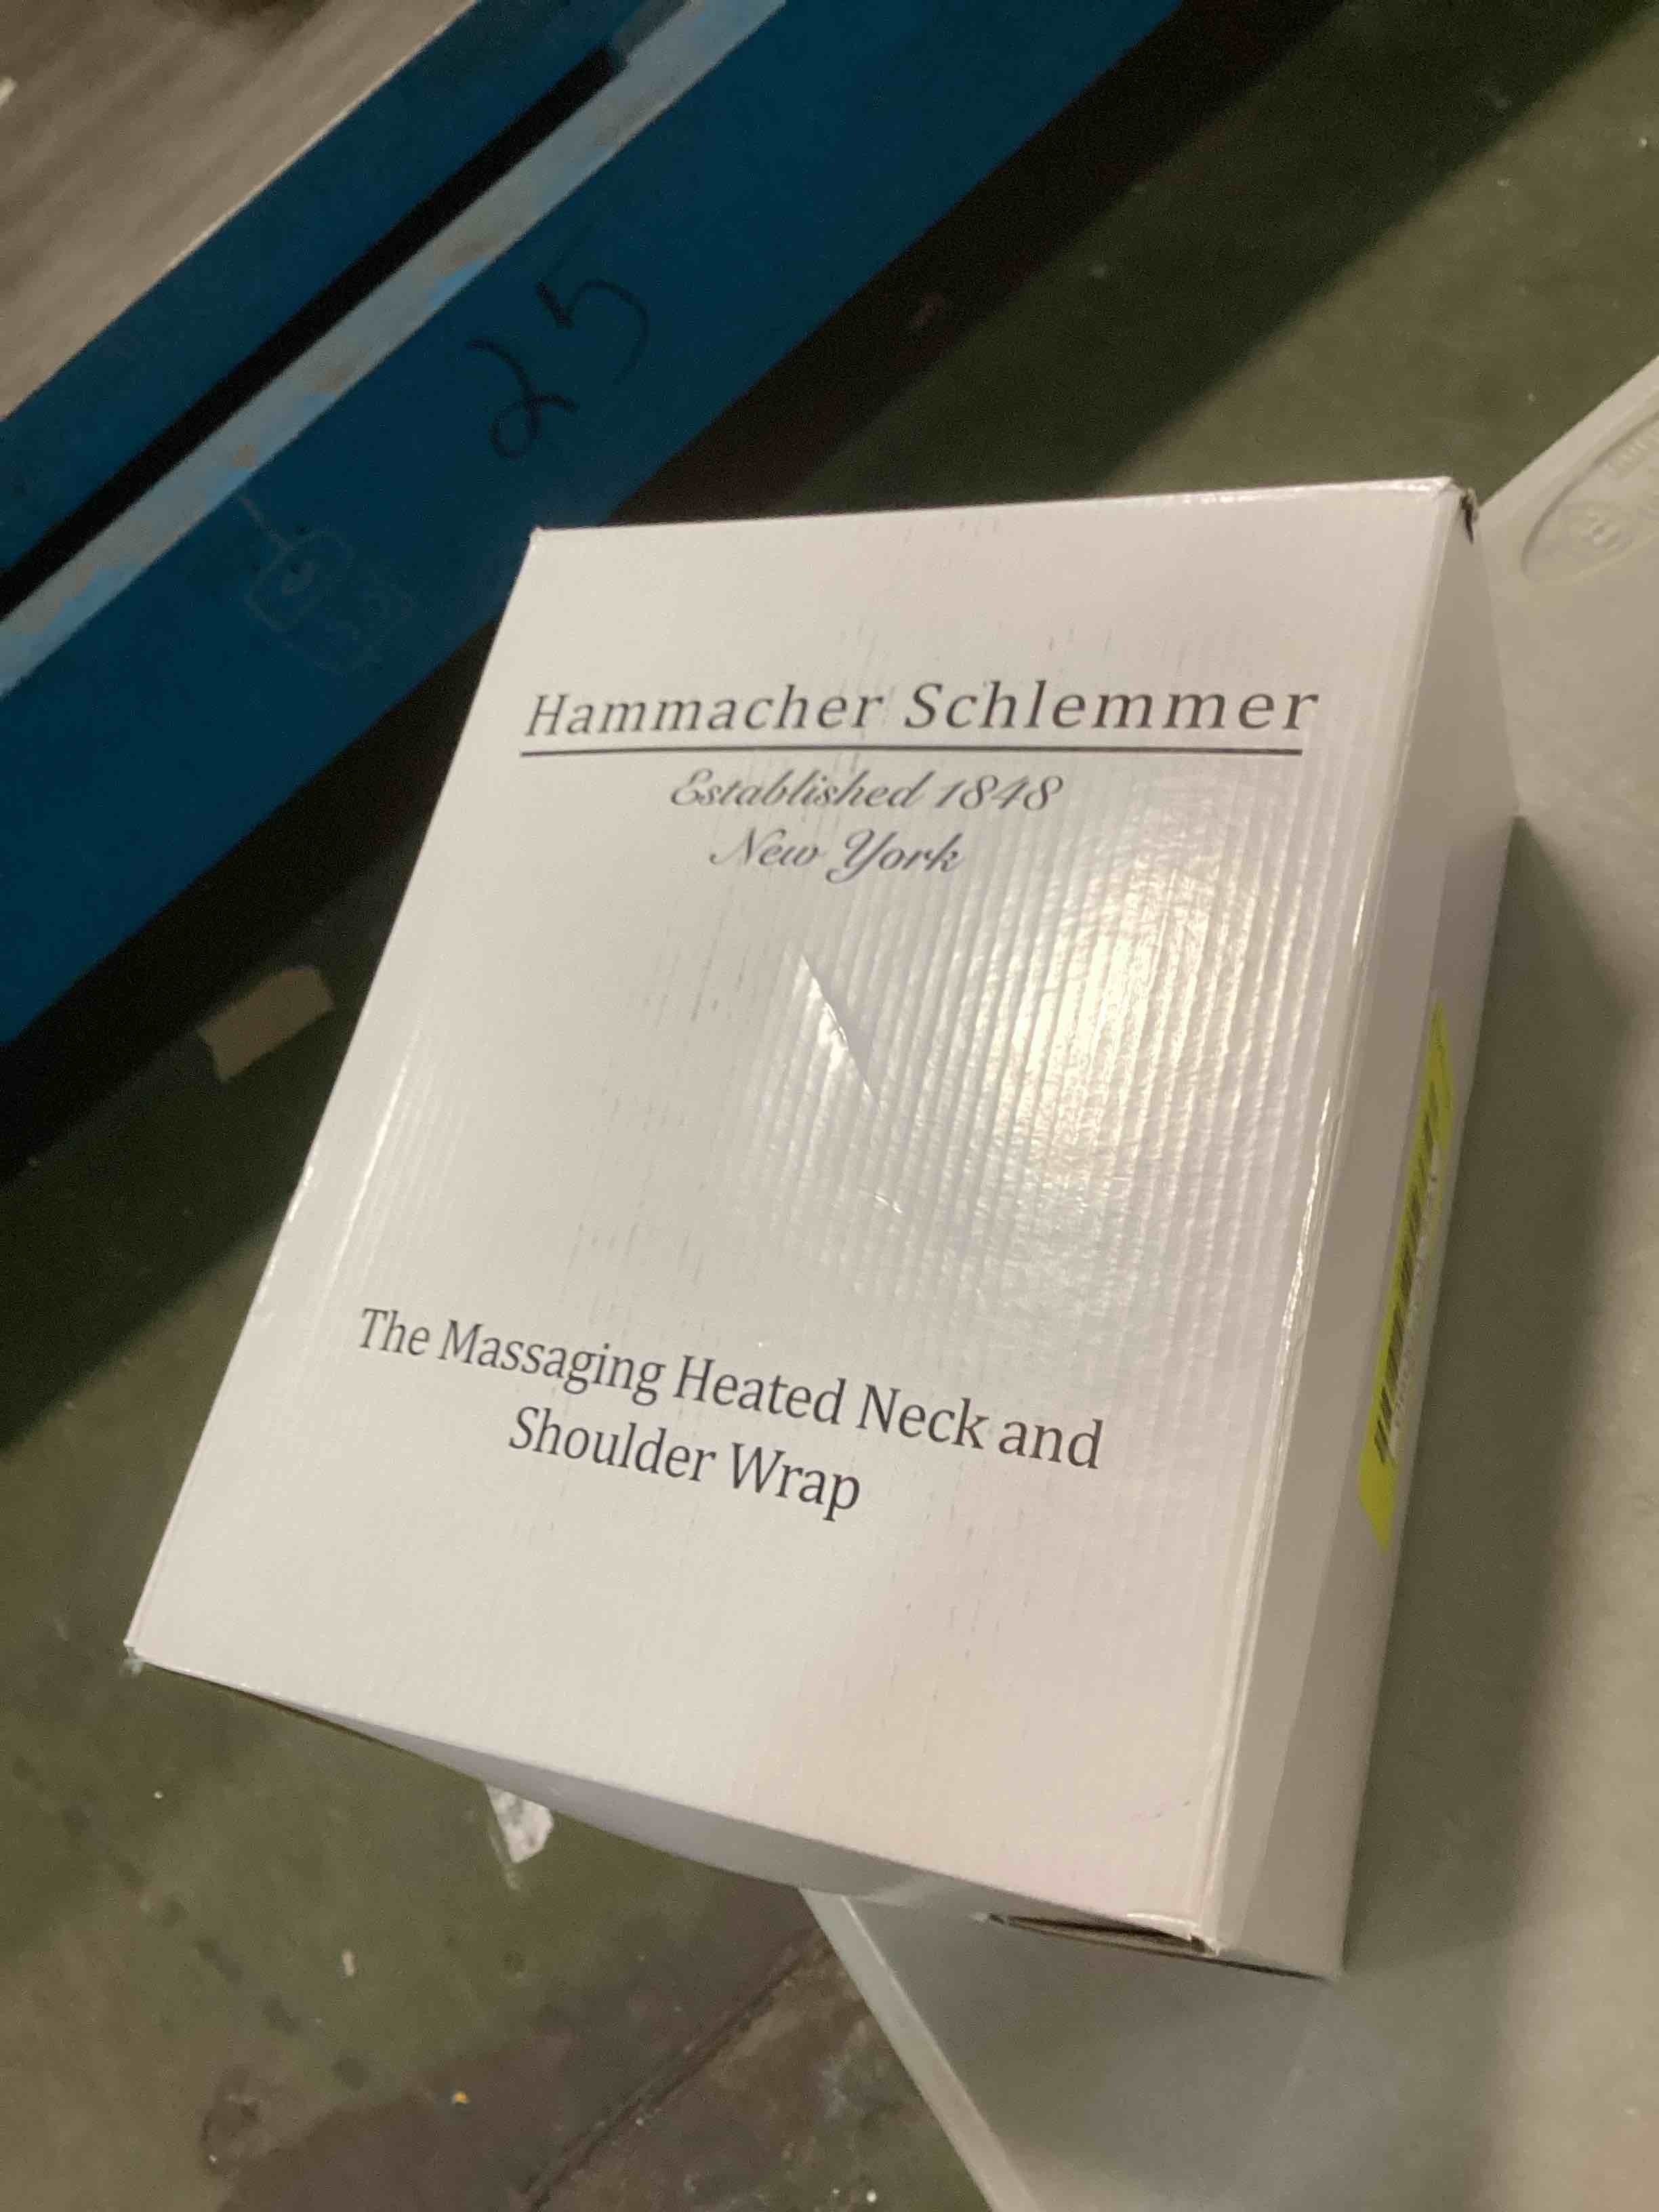 25
Hammacher Schlemmer
Established 1848
New York
The Massaging Heated Neck and
Shoulder Wrap